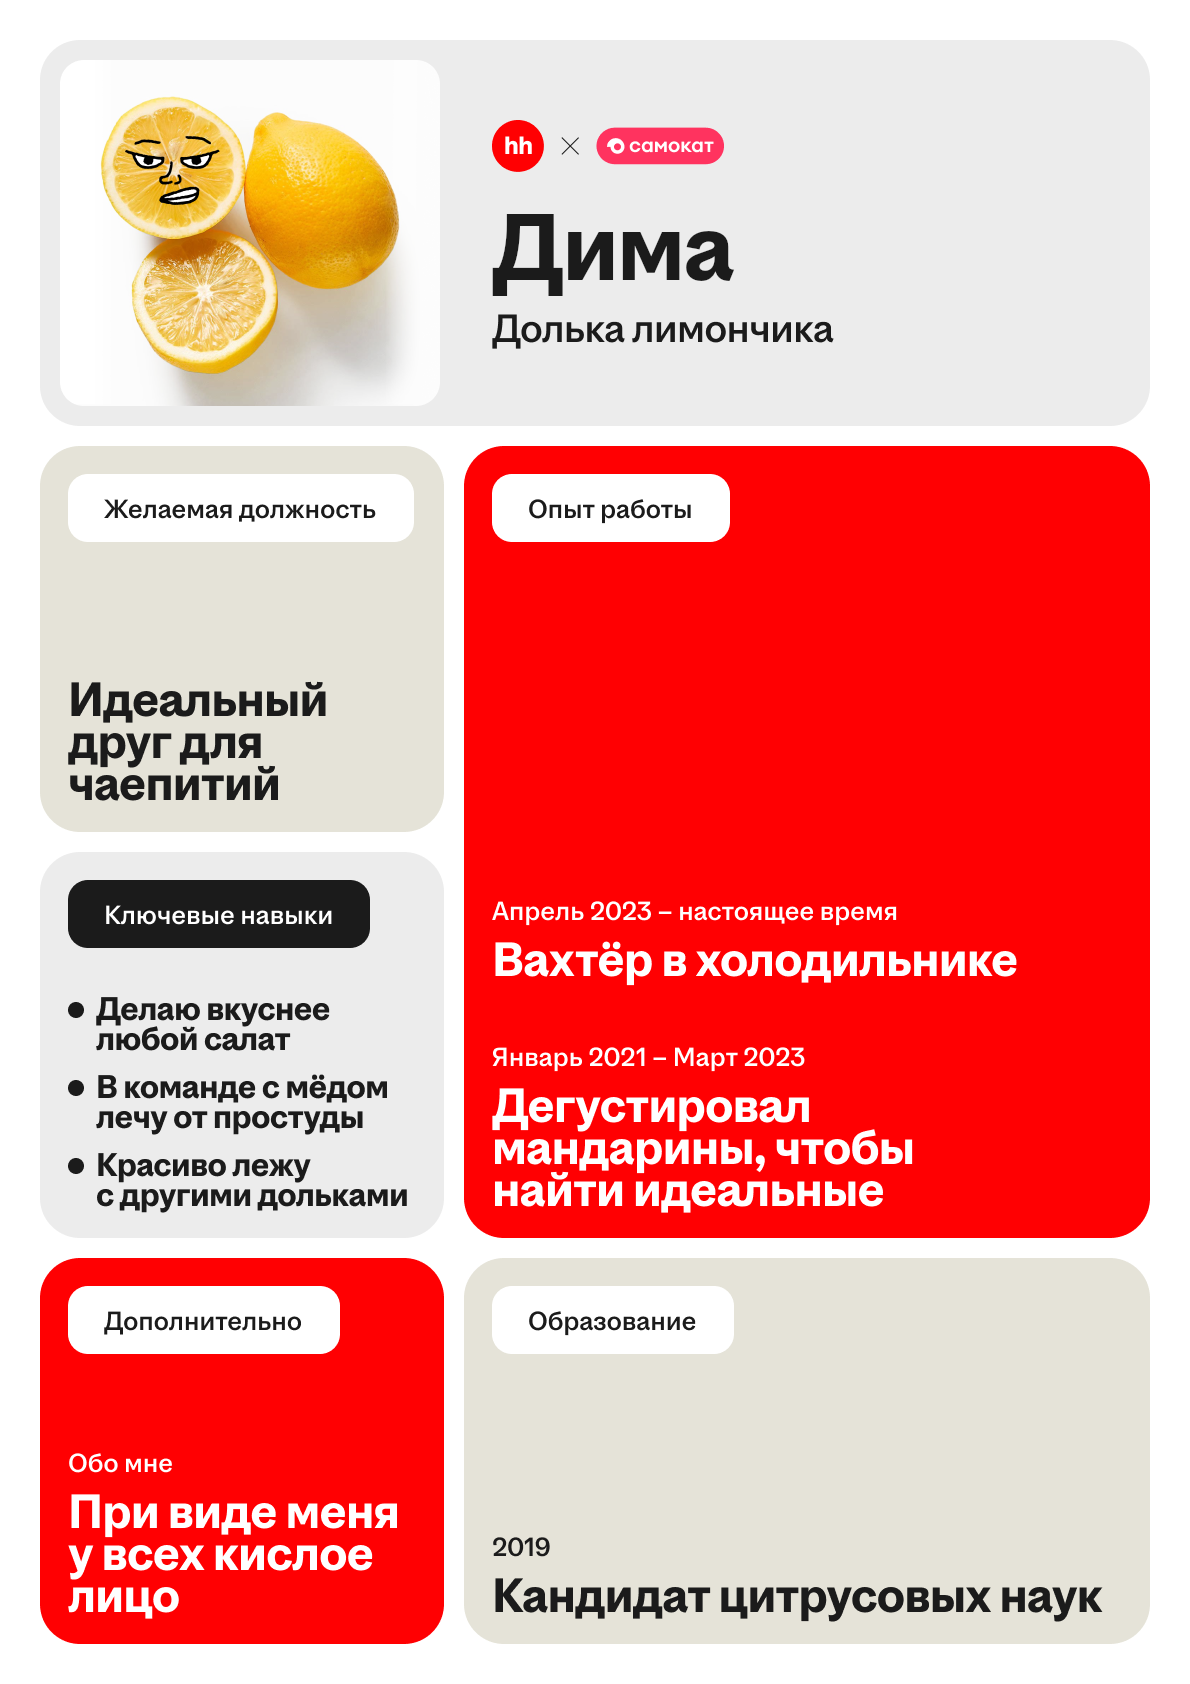 hh
самокат
Дима
Долька лимончика
Желаемая должность
Идеальный
друг для
чаепитий
Опыт работы
Апрель 2023 – настоящее время
Вахтёр в холодильнике
Январь 2021 – Март 2023
Дегустировал
мандарины, чтобы
найти идеальные
Ключевые навыки
Делаю вкуснее
любой салат
В команде с мёдом
лечу от простуды
Красиво лежу
с другими дольками
Дополнительно
Обо мне
При виде меня
у всех кислое
лицо
Образование
2019
Кандидат цитрусовых наук